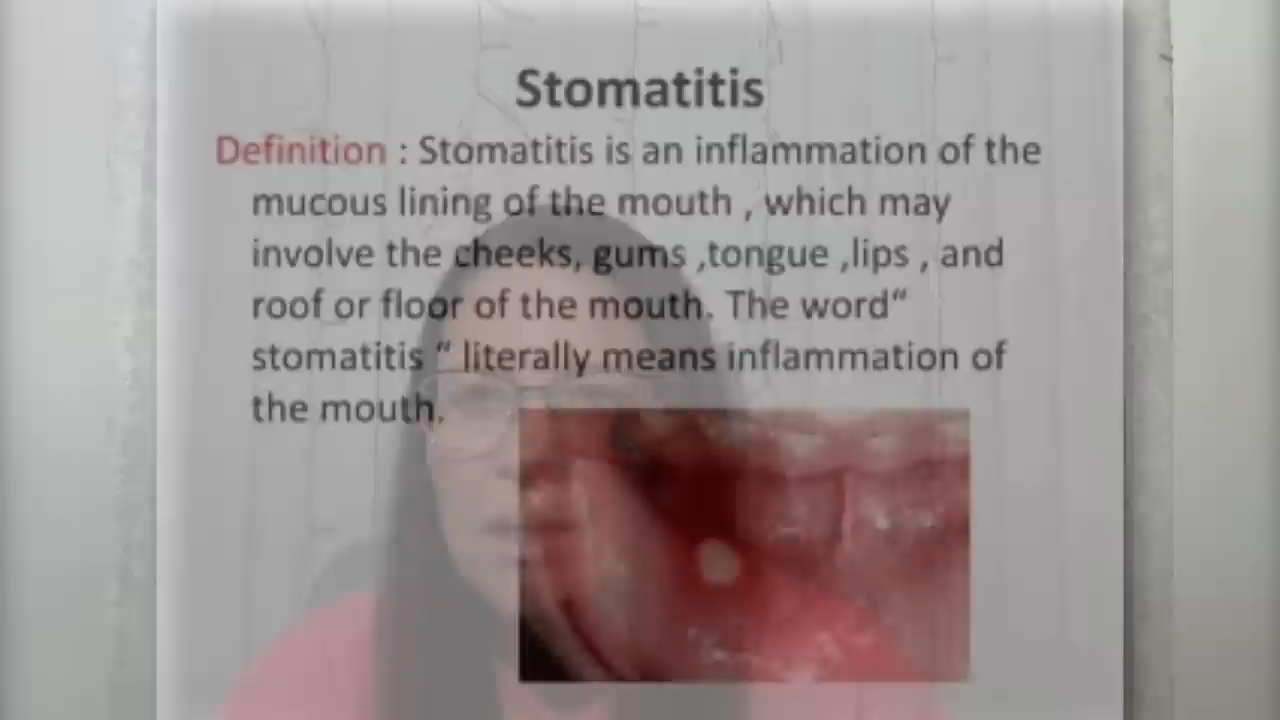 Stomatitis
Definition : Stomatitis is an inflammation of the
mucous lining of the mouth , which may
involve the cheeks, gums ,tongue ,lips , and
roof or floor of the mouth. The word“
stomatitis “ literally means inflammation of
the mouth.